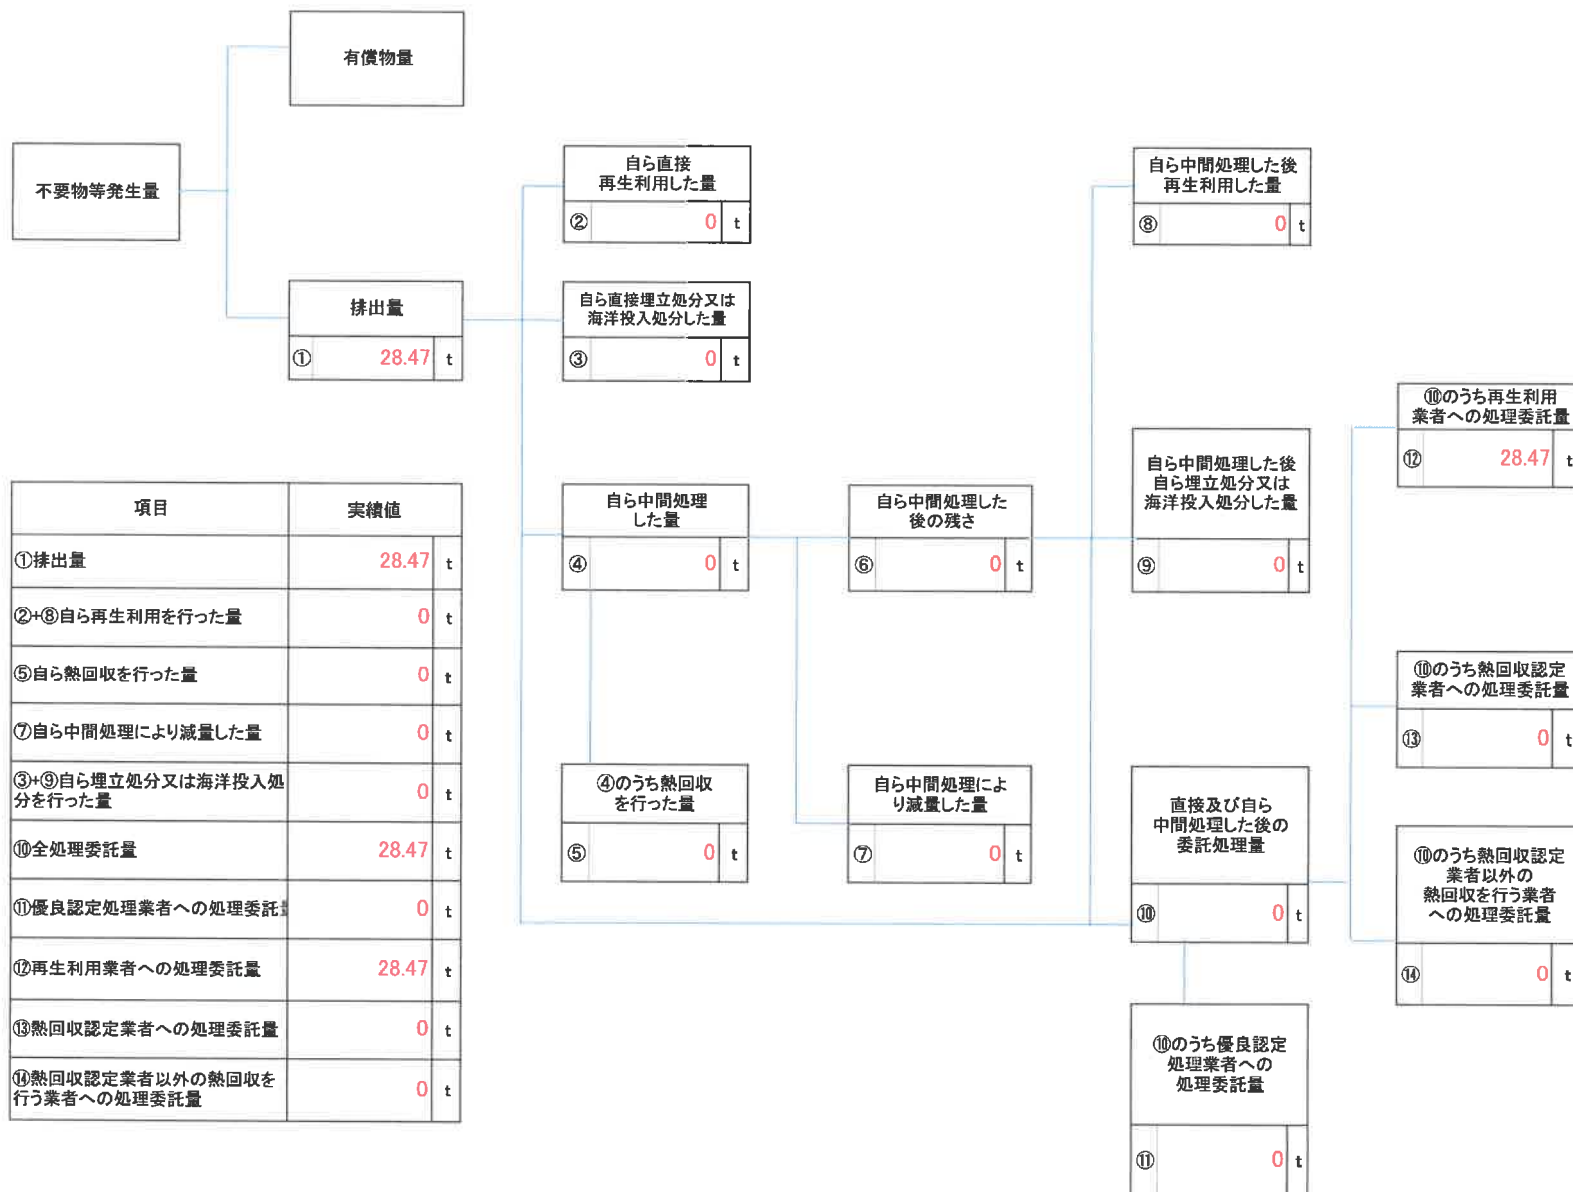 有償物量
不要物等発生量
排出量
① 28.47 t
自ら直接
再生利用した量
② 0 t
自ら直接埋立処分又は
海洋投入処分した量
③ 0 t
自ら中間処理
した量
④ 0 t
④のうち熱回収
を行った量
⑤ 0 t
自ら中間処理した
後の残さ
⑥ 0 t
自ら中間処理によ
り減量した量
⑦ 0 t
自ら中間処理した後
再生利用した量
⑧ 0 t
自ら中間処理した後
自ら埋立処分又は
海洋投入処分した量
⑨ 0 t
直接及び自ら
中間処理した後の
委託処理量
⑩ 0 t
⑩のうち優良認定
処理業者への
処理委託量
⑪ 0 t
⑩のうち再生利用
業者への処理委託量
⑫ 28.47 t
⑩のうち熱回収認定
業者への処理委託量
⑬ 0 t
⑩のうち熱回収認定
業者以外の
熱回収を行う業者
への処理委託量
⑭ 0 t
項目 実績値
①排出量 28.47 t
②+⑧自ら再生利用を行った量 0 t
⑤自ら熱回収を行った量 0 t
⑦自ら中間処理により減量した量 0 t
③+⑨自ら埋立処分又は海洋投入処
分を行った量 0 t
⑩全処理委託量 28.47 t
⑪優良認定処理業者への処理委託 0 t
⑫再生利用業者への処理委託量 28.47 t
⑬熱回収認定業者への処理委託量 0 t
⑭熱回収認定業者以外の熱回収を
行う業者への処理委託量 0 t